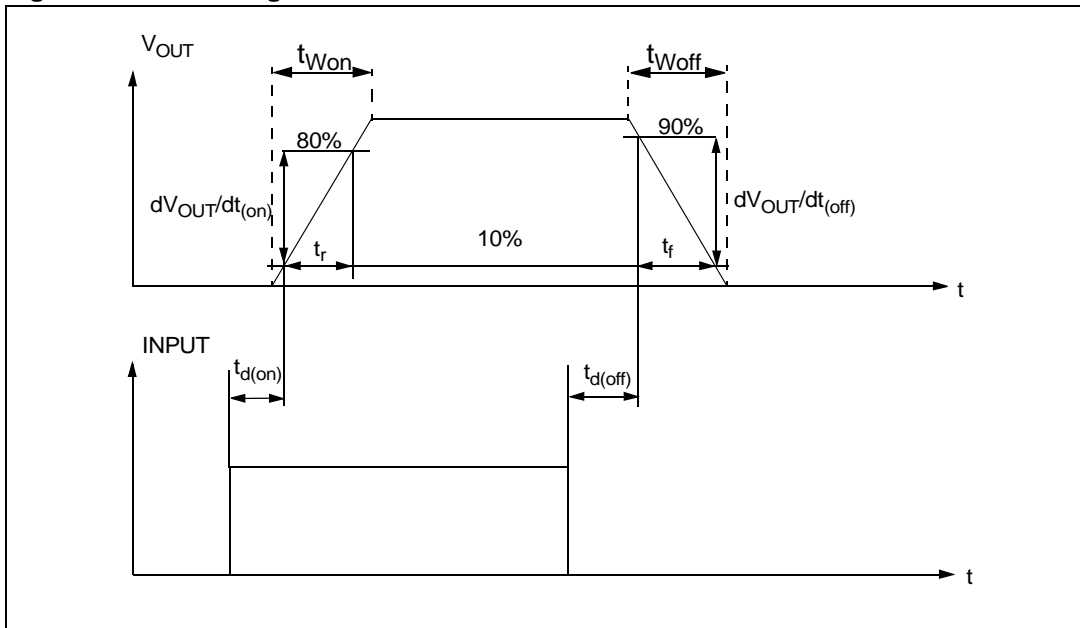 V_OUT
t_Won
t_Woff
80%
90%
dV_OUT/dt_(on)
dV_OUT/dt_(off)
t_r
10%
t_f
t
INPUT
t_d(on)
t_d(off)
t